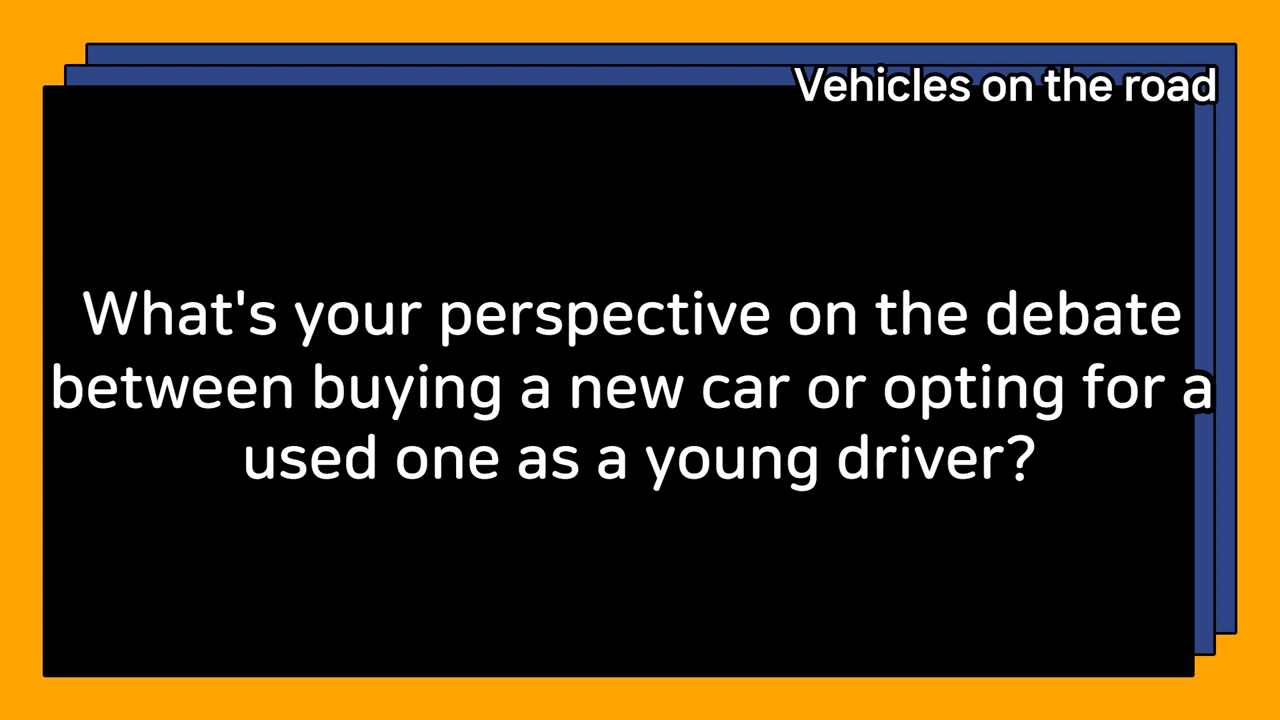 Vehicles on the road
What's your perspective on the debate
between buying a new car or opting for a
used one as a young driver?